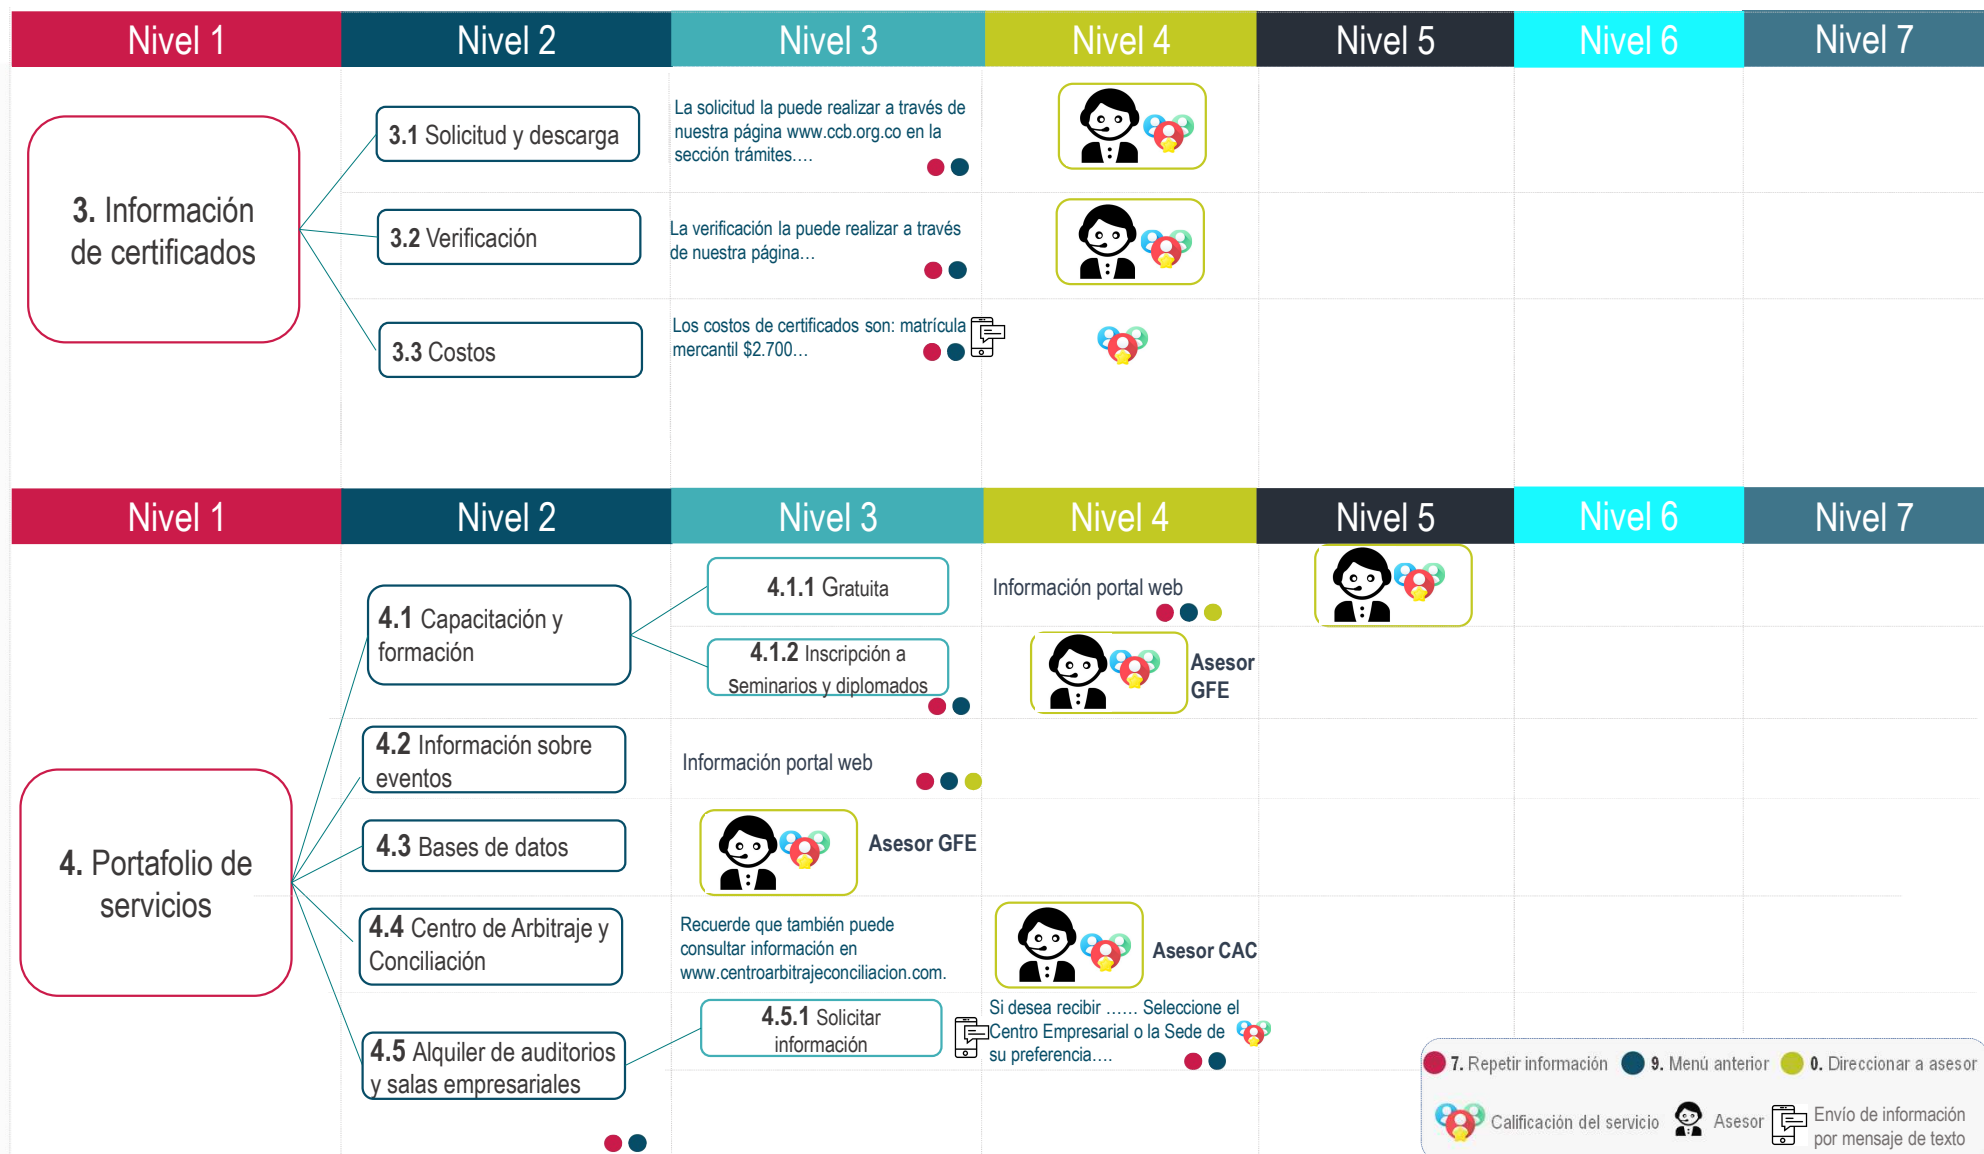 Nivel 1
Nivel 2
Nivel 3
Nivel 4
Nivel 5
Nivel 6
Nivel 7
3. Información
de certificados
3.1 Solicitud y descarga
La solicitud la puede realizar a través de
nuestra página www.ccb.org.co en la
sección trámites….
3.2 Verificación
La verificación la puede realizar a través
de nuestra página…
3.3 Costos
Los costos de certificados son: matrícula
mercantil $2.700…
Nivel 1
Nivel 2
Nivel 3
Nivel 4
Nivel 5
Nivel 6
Nivel 7
4. Portafolio de
servicios
4.1 Capacitación y
formación
4.1.1 Gratuita
Información portal web
4.1.2 Inscripción a
seminarios y diplomados
Asesor
GFE
4.2 Información sobre
eventos
Información portal web
4.3 Bases de datos
Asesor GFE
4.4 Centro de Arbitraje y
Conciliación
Recuerde que también puede
consultar información en
www.centroarbitrajeconciliacion.com.
Asesor CAC
4.5 Alquiler de auditorios
y salas empresariales
4.5.1 Solicitar
información
Si desea recibir …… Seleccione el
Centro Empresarial o la Sede de
su preferencia….
7. Repetir información
9. Menú anterior
0. Direccionar a asesor
Calificación del servicio
Asesor
Envío de información
por mensaje de texto